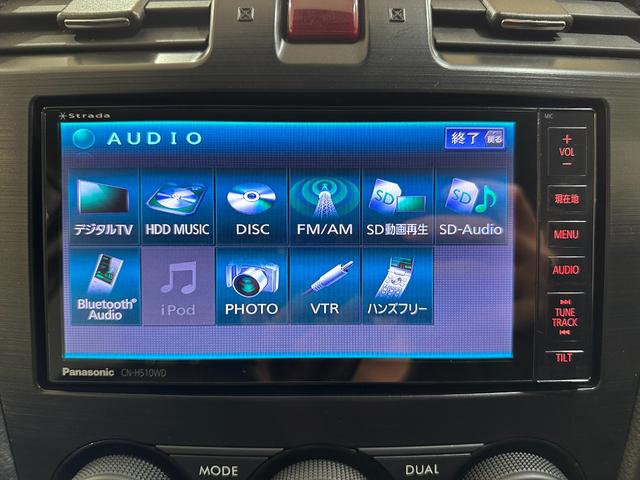 Strada
MIC
AUDIO
終了 戻る
デジタルTV
HDD MUSIC
DISC
FM/AM
SD動画再生
SD-Audio
SD
SD
Bluetooth®
Audio
iPod
PHOTO
VTR
ハンズフリー
+
VOL
−
現在地
MENU
AUDIO
TUNE
TRACK
TILT
Panasonic CN-H510WD
MODE
DUAL